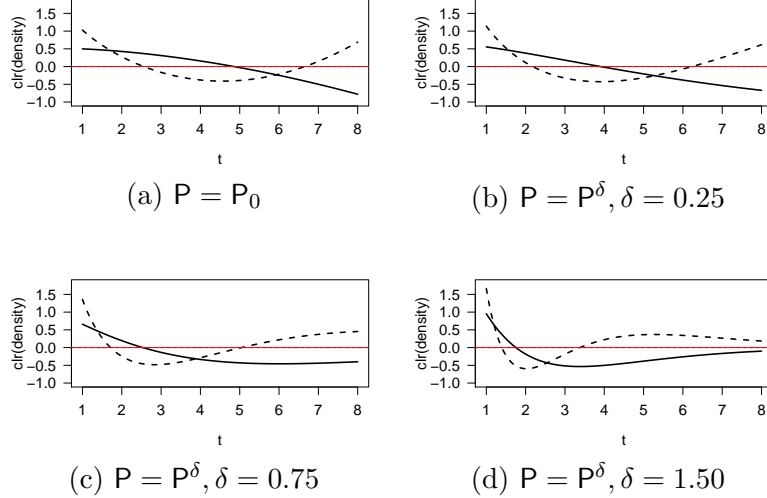 clr(density)
1.5
1.0
0.5
0.0
−0.5
−1.0
1 2 3 4 5 6 7 8
t
(a) P = P₀
clr(density)
1.5
1.0
0.5
0.0
−0.5
−1.0
1 2 3 4 5 6 7 8
t
(b) P = P^δ, δ = 0.25
clr(density)
1.5
1.0
0.5
0.0
−0.5
−1.0
1 2 3 4 5 6 7 8
t
(c) P = P^δ, δ = 0.75
clr(density)
1.5
1.0
0.5
0.0
−0.5
−1.0
1 2 3 4 5 6 7 8
t
(d) P = P^δ, δ = 1.50